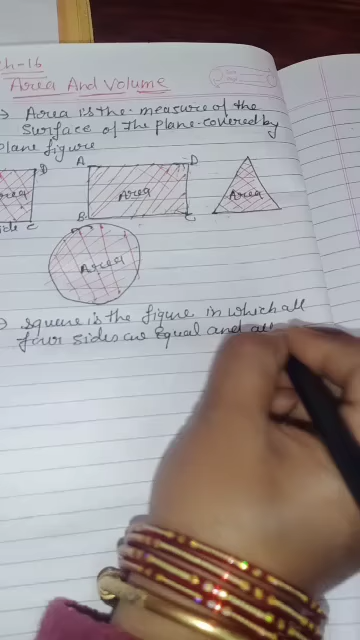 Ch-16
Area And Volume
→ Area is the measure of the
surface of the plane covered by
plane figure
A D
Area Area Area
B C
side C
Area
→ square is the figure in which all
four sides are equal and all